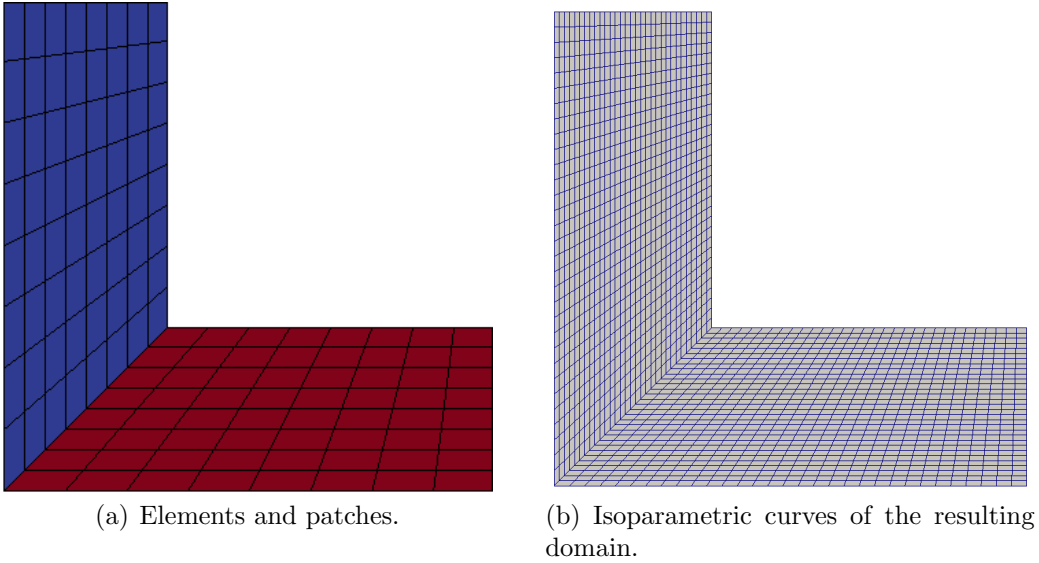 (a) Elements and patches.
(b) Isoparametric curves of the resulting
domain.